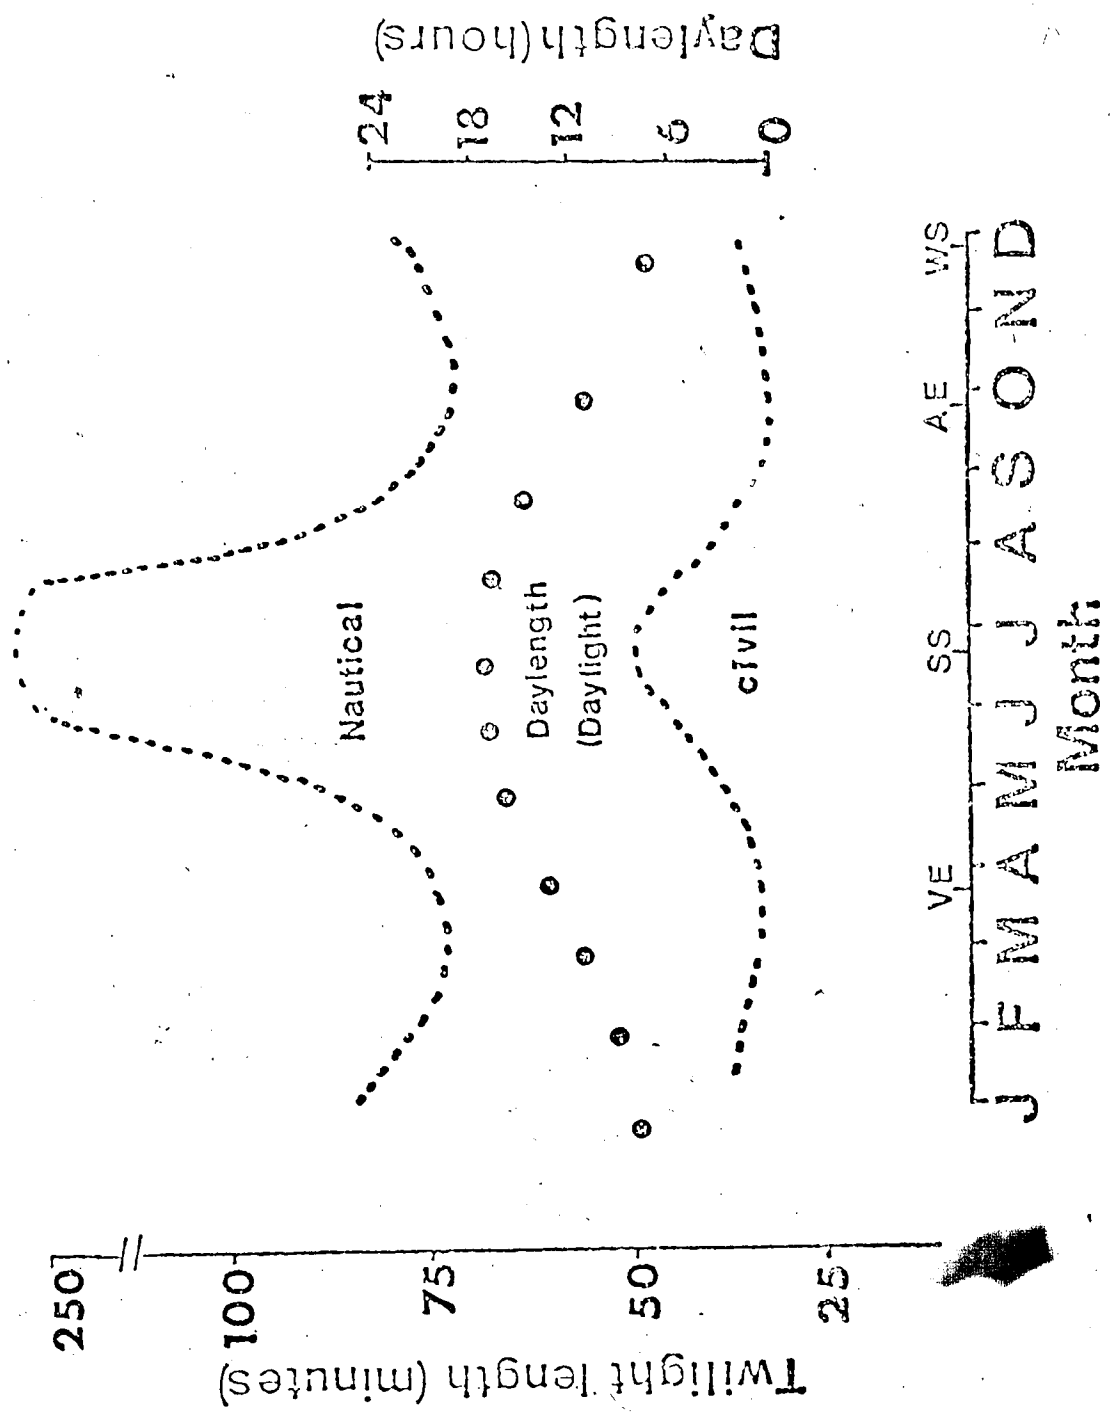 Twilight length (minutes)
250
100
75
50
25
Nautical
Daylength
(Daylight)
civil
Daylength (hours)
24
18
12
6
0
VE SS AE WS
J F M A M J J A S O N D
Month